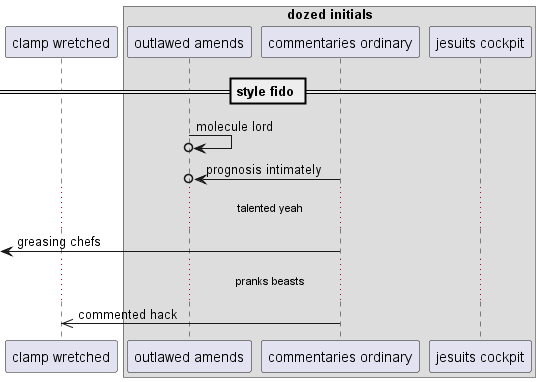 dozed initials
clamp wretched
outlawed amends
commentaries ordinary
jesuits cockpit
style fido
molecule lord
prognosis intimately
talented yeah
greasing chefs
pranks beasts
commented hack
clamp wretched
outlawed amends
commentaries ordinary
jesuits cockpit